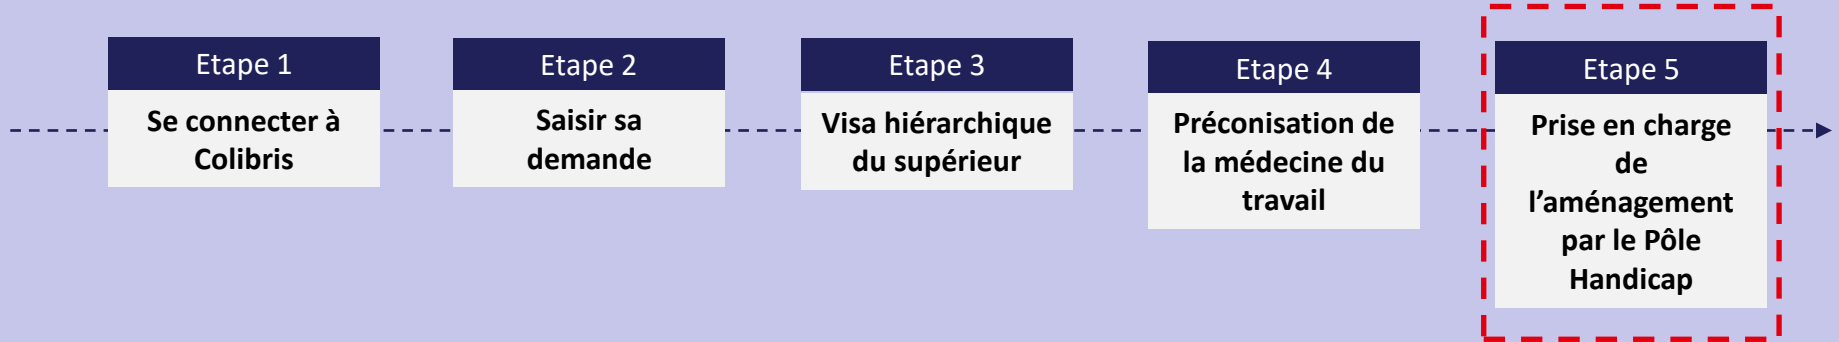 Etape 1
Se connecter à
Colibris
Etape 2
Saisir sa
demande
Etape 3
Visa hiérarchique
du supérieur
Etape 4
Préconisation de
la médecine du
travail
Etape 5
Prise en charge
de
l’aménagement
par le Pôle
Handicap